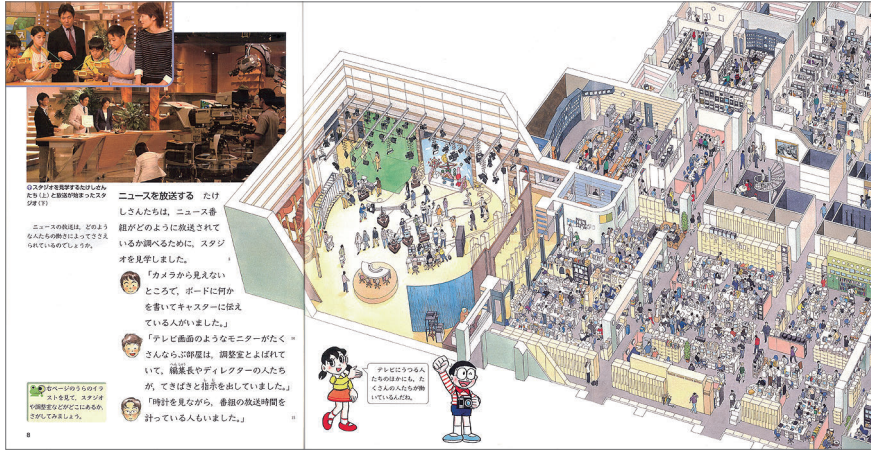 ◎スタジオを見学するたけしさん
たち(上)と放送が始まったスタ
ジオ(下)
ニュースの放送は、どのよう
な人たちの働きによってささえ
られているのでしょうか。
ニュースを放送する　たけ
しさんたちは，ニュース番
組がどのように放送されて
いるか調べるために，スタジ
オを見学しました。
「カメラから見えない
ところで，ボードに何か
を書いてキャスターに伝え
ている人がいました。」
「テレビ画面のようなモニターがたく
さんならぶ部屋は，調整室とよばれて
いて，編集長やディレクターの人たち
が，てきぱきと指示を出していました。」
「時計を見ながら，番組の放送時間を
計っている人もいました。」
右ページのうらのイラ
ストを見て，スタジオ
や調整室などがどこにあるか，
さがしてみましょう。
8
テレビにうつる人
たちのほかにも，た
くさんの人たちが働
いているんだね。